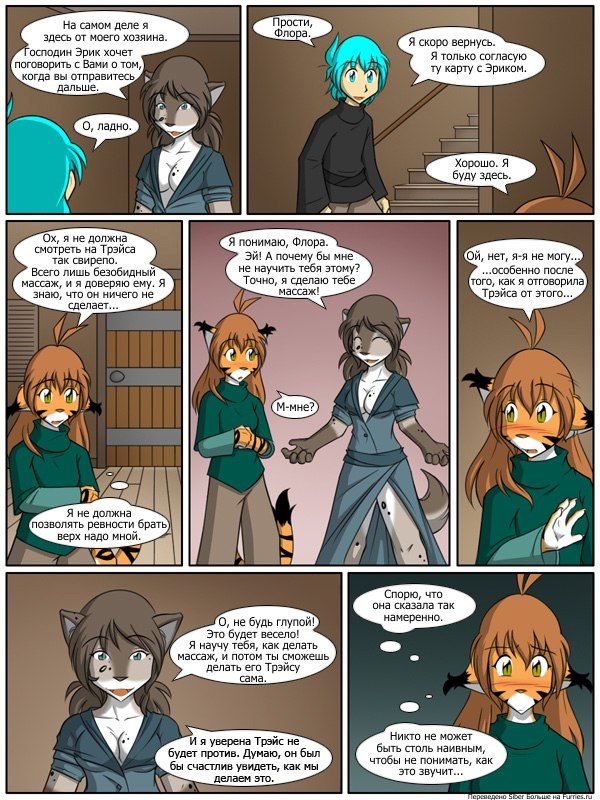 На самом деле я
здесь от моего хозяина.
Господин Эрик хочет
поговорить с Вами о том,
когда вы отправитесь
дальше.
О, ладно.
Прости,
Флора.
Я скоро вернусь.
Я только согласую
ту карту с Эриком.
Хорошо. Я
буду здесь.
Ох, я не должна
смотреть на Трэйса
так свирепо.
Всего лишь безобидный
массаж, и я доверяю ему. Я
знаю, что он ничего не
сделает...
Я не должна
позволять ревности брать
верх надо мной.
Я понимаю, Флора.
Эй! А почему бы мне
не научить тебя этому?
Точно, я сделаю тебе
массаж!
М-мне?
Ой, нет, я-я не могу...
...особенно после
того, как я отговорила
Трэйса от этого...
О, не будь глупой!
Это будет весело!
Я научу тебя, как делать
массаж, и потом ты сможешь
делать его Трэйсу
сама.
И я уверена Трэйс не
будет против. Думаю, он был
бы счастлив увидеть, как мы
делаем это.
Спорю, что
она сказала так
намеренно.
Никто не может
быть столь наивным,
чтобы не понимать, как
это звучит...
Переведено Siber Больше на Furries.ru